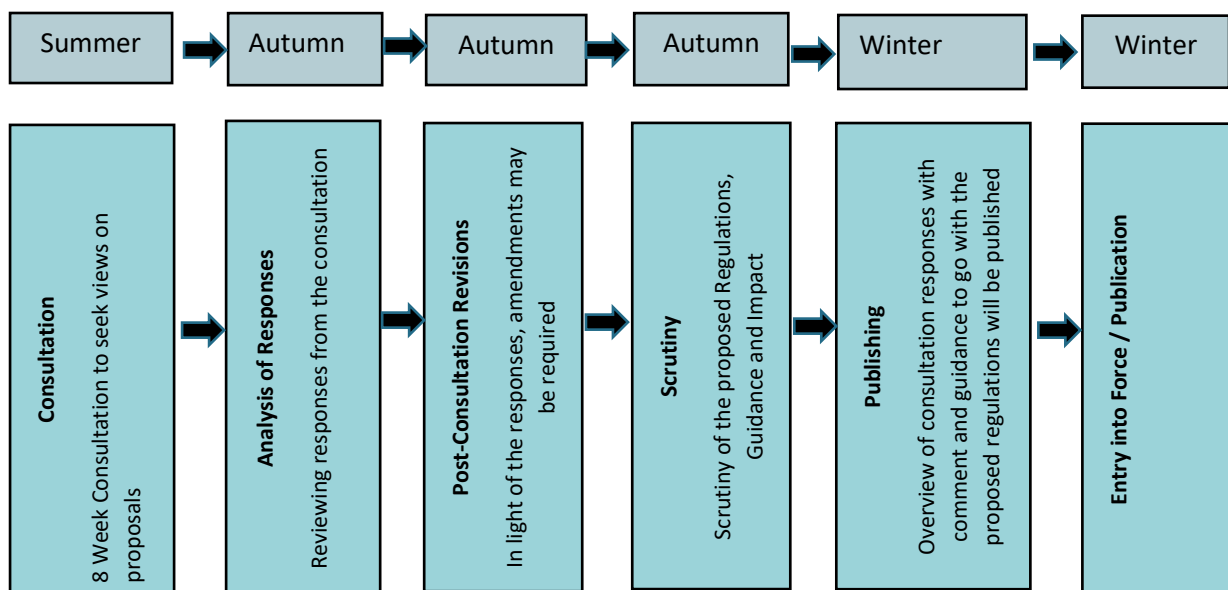 Summer
Autumn
Autumn
Autumn
Winter
Winter
Consultation
8 Week Consultation to seek views on
proposals
Analysis of Responses
Reviewing responses from the consultation
Post-Consultation Revisions
In light of the responses, amendments may
be required
Scrutiny
Scrutiny of the proposed Regulations,
Guidance and Impact
Publishing
Overview of consultation responses with
comment and guidance to go with the
proposed regulations will be published
Entry into Force / Publication